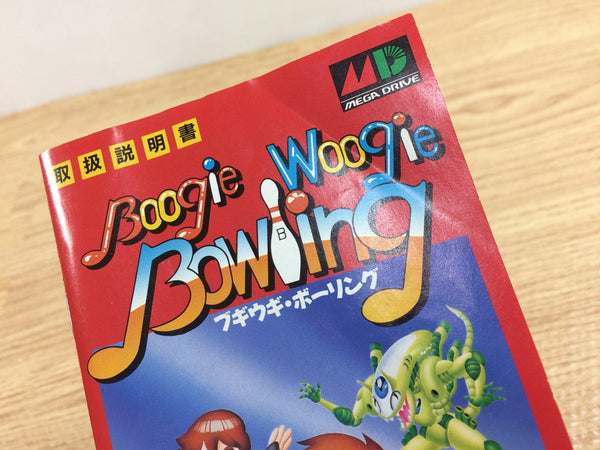 MD
MEGA DRIVE
取扱説明書
Boogie Woogie
Bowling
B
ブギウギ・ボーリング